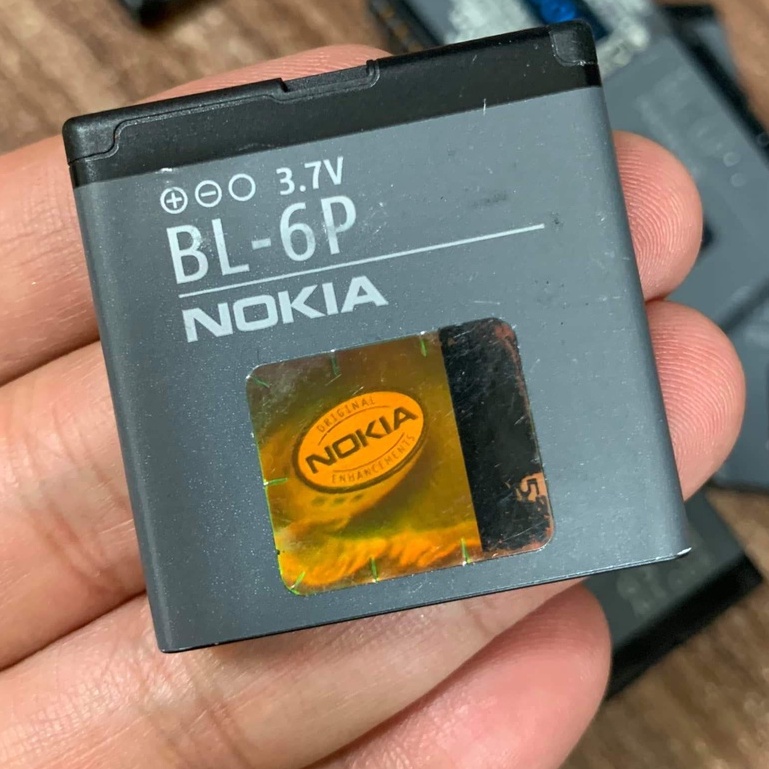 3.7V
BL-6P
NOKIA
ORIGINAL
NOKIA
ENHANCEMENTS